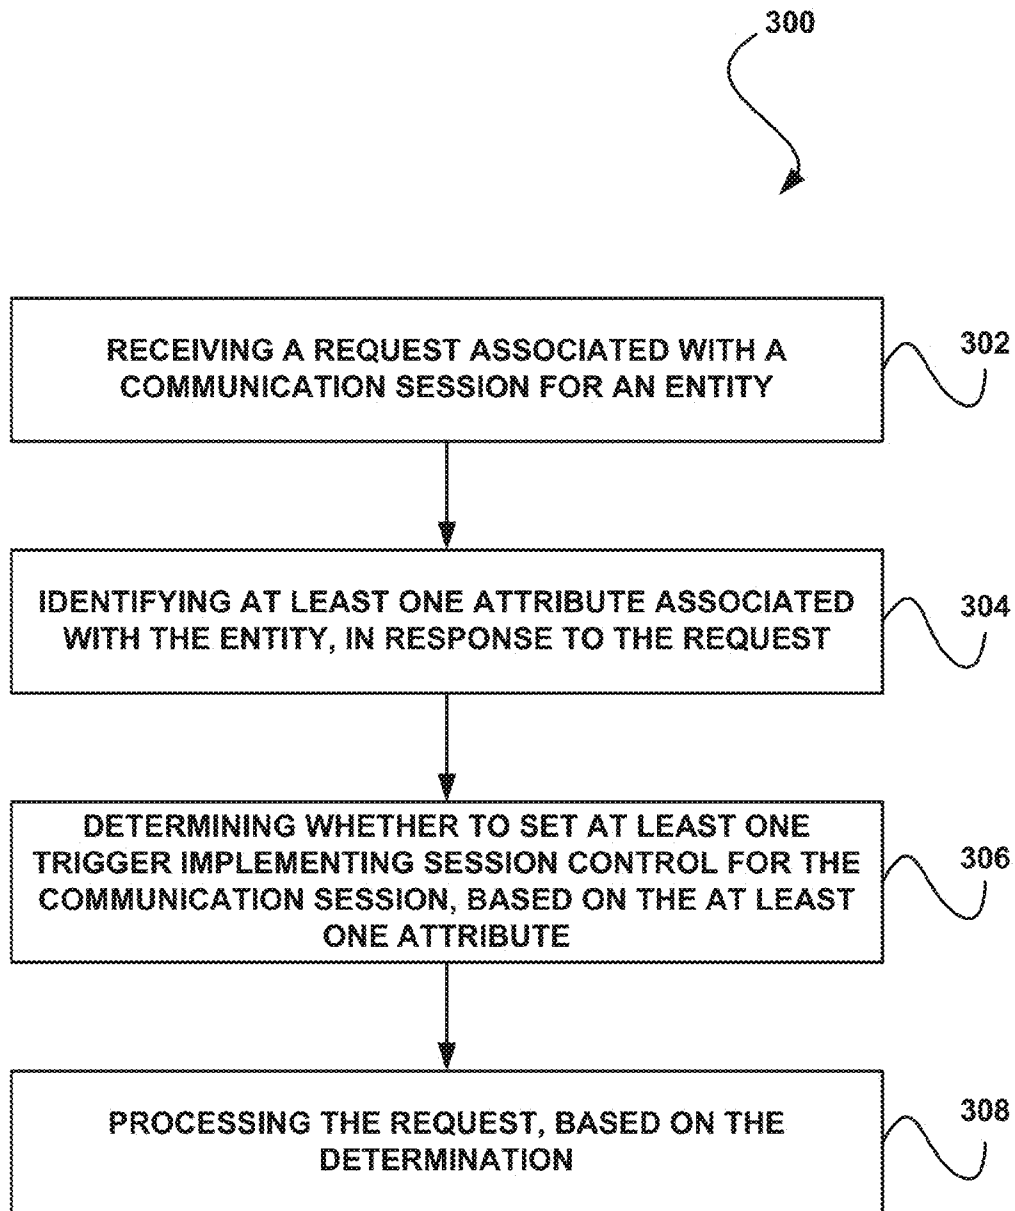 300
RECEIVING A REQUEST ASSOCIATED WITH A
COMMUNICATION SESSION FOR AN ENTITY
302
IDENTIFYING AT LEAST ONE ATTRIBUTE ASSOCIATED
WITH THE ENTITY, IN RESPONSE TO THE REQUEST
304
DETERMINING WHETHER TO SET AT LEAST ONE
TRIGGER IMPLEMENTING SESSION CONTROL FOR THE
COMMUNICATION SESSION, BASED ON THE AT LEAST
ONE ATTRIBUTE
306
PROCESSING THE REQUEST, BASED ON THE
DETERMINATION
308